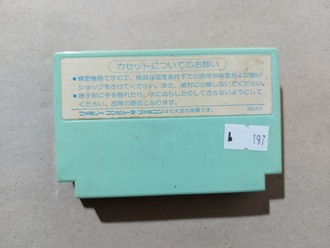 カセットについてのお願い
●精密機器ですので、極端な温度条件下での使用や保管および強い
ショックをさけてください。また、絶対に分解しないでください。
●端子部に手を触れたり、水にぬらしたりして汚さないようにして
ください。故障の原因となります。
ファミリーコンピュータ・ファミコンは任天堂の商標です。
L 197